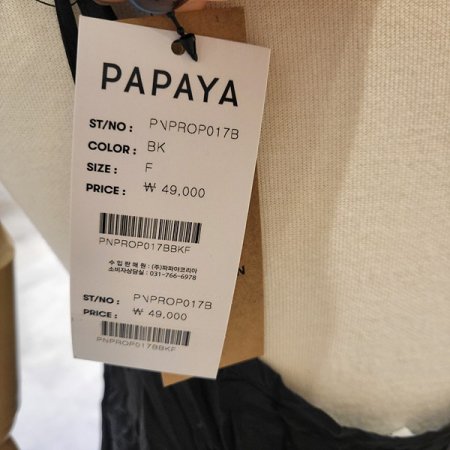 PAPAYA
ST/NO : PNPROP017B
COLOR : BK
SIZE : F
PRICE : ₩ 49,000
PNPROP017BBKF
수 입 판 매 원 : (주)파파야코리아
소비자상담실 : 031-766-6978
ST/NO : PNPROP017B
PRICE : ₩ 49,000
PNPROP017BBKF
N